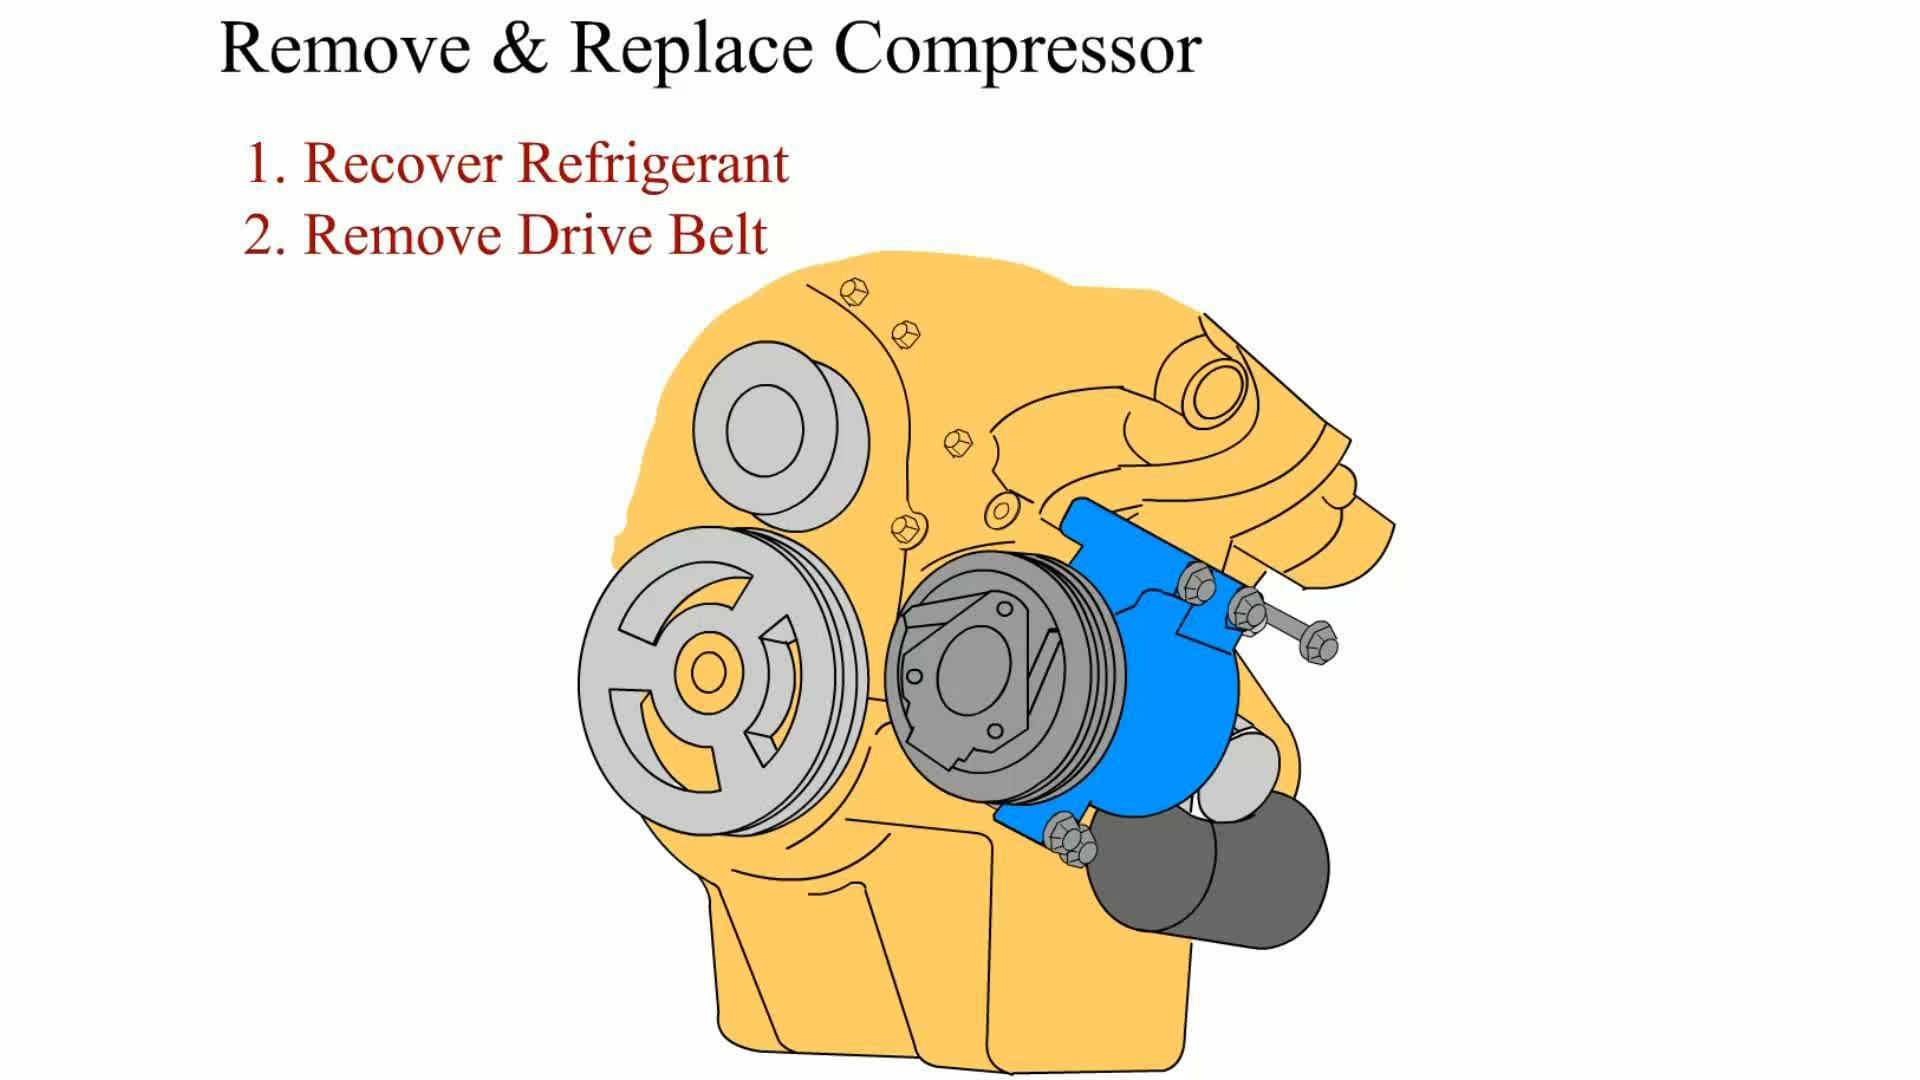 Remove & Replace Compressor
1. Recover Refrigerant
2. Remove Drive Belt